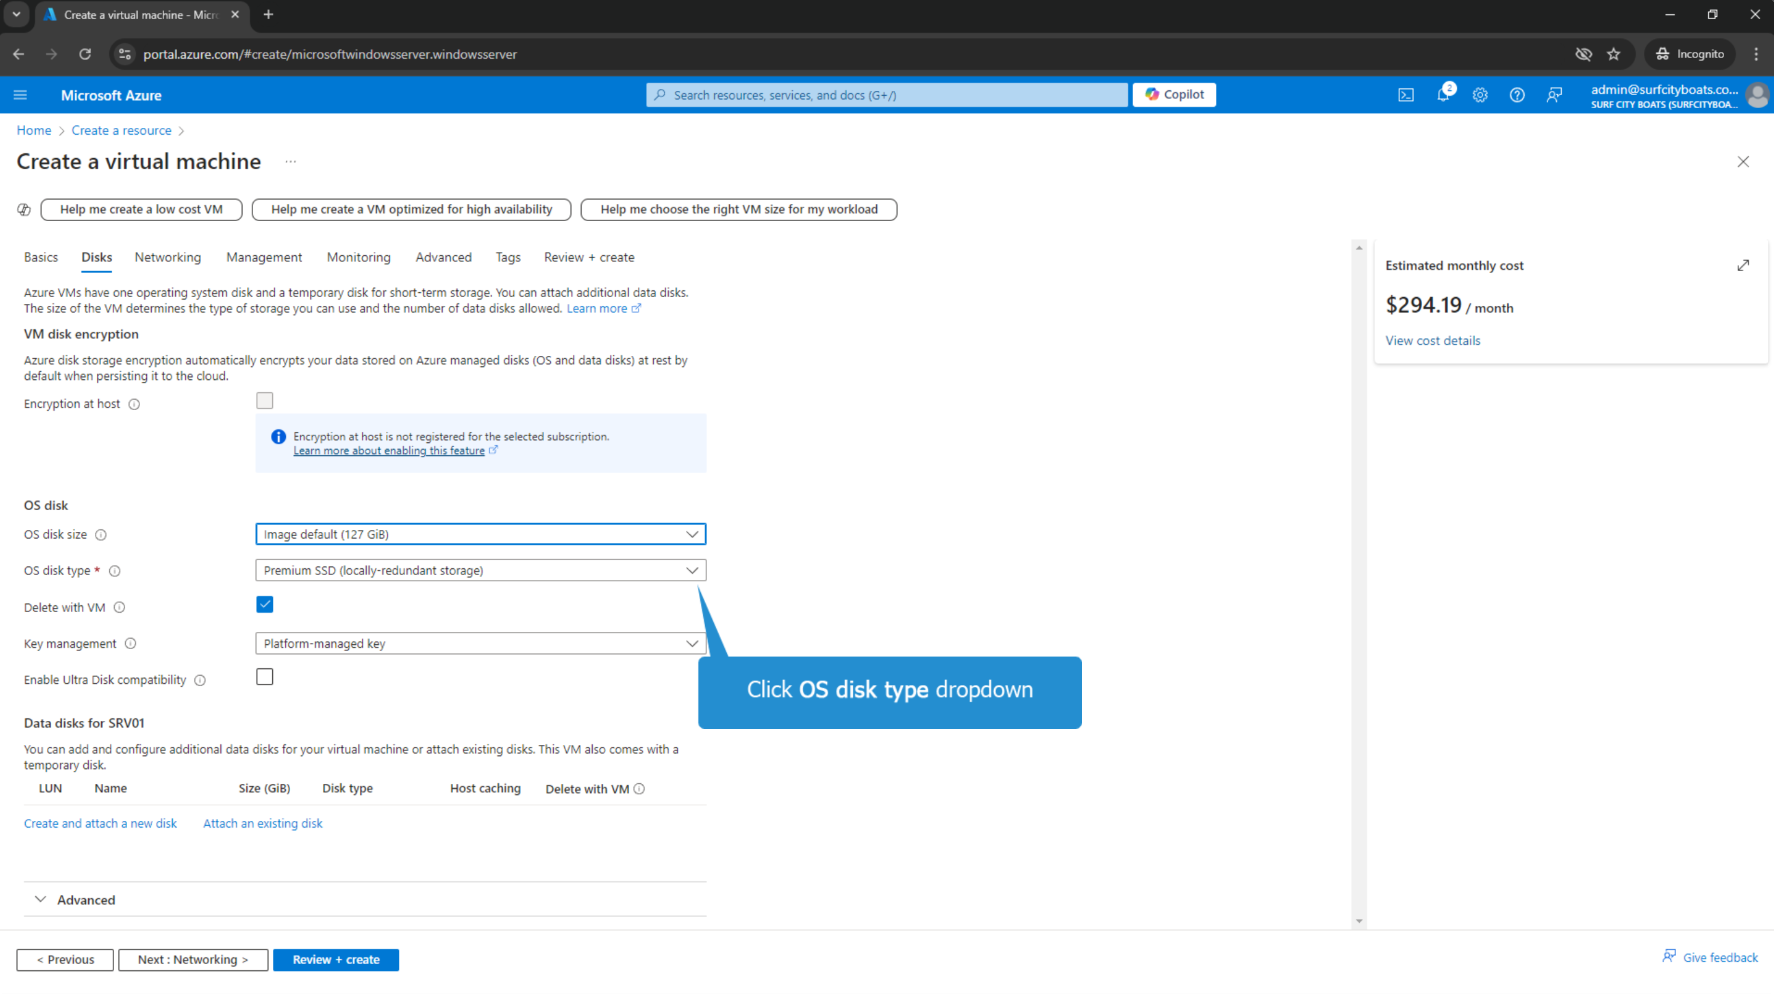 Create a virtual machine - Micro
portal.azure.com/#create/microsoftwindowsserver.windowsserver
Incognito
Microsoft Azure
Search resources, services, and docs (G+/)
Copilot
2
admin@surfcityboats.co...
SURF CITY BOATS (SURFCITYBOA...
Home > Create a resource >
Create a virtual machine ...
Help me create a low cost VM
Help me create a VM optimized for high availability
Help me choose the right VM size for my workload
Basics Disks Networking Management Monitoring Advanced Tags Review + create
Azure VMs have one operating system disk and a temporary disk for short-term storage. You can attach additional data disks.
The size of the VM determines the type of storage you can use and the number of data disks allowed. Learn more
VM disk encryption
Azure disk storage encryption automatically encrypts your data stored on Azure managed disks (OS and data disks) at rest by
default when persisting it to the cloud.
Encryption at host
Encryption at host is not registered for the selected subscription.
Learn more about enabling this feature
OS disk
OS disk size
Image default (127 GiB)
OS disk type *
Premium SSD (locally-redundant storage)
Delete with VM
Key management
Platform-managed key
Enable Ultra Disk compatibility
Click OS disk type dropdown
Data disks for SRV01
You can add and configure additional data disks for your virtual machine or attach existing disks. This VM also comes with a
temporary disk.
LUN Name Size (GiB) Disk type Host caching Delete with VM
Create and attach a new disk Attach an existing disk
Advanced
Estimated monthly cost
$294.19 / month
View cost details
< Previous
Next : Networking >
Review + create
Give feedback